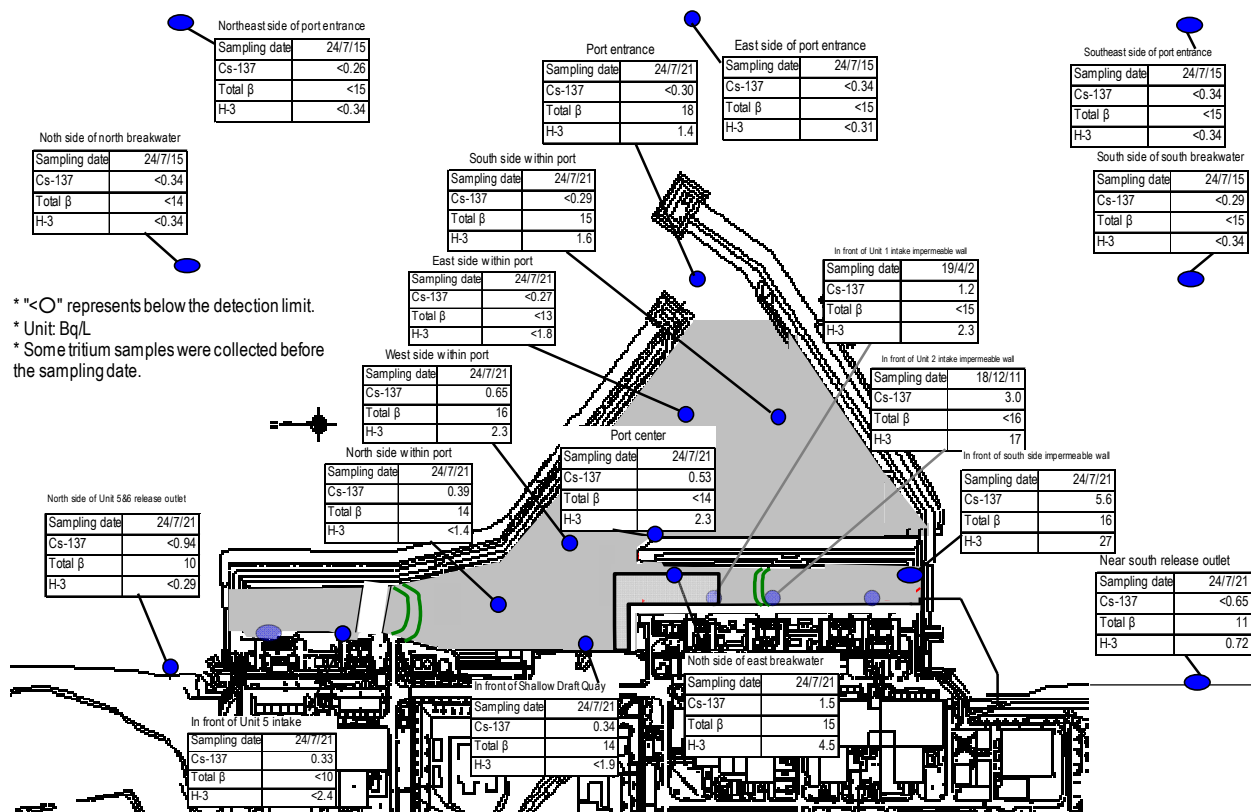 Northeast side of port entrance
Sampling date 24/7/15
Cs-137 <0.26
Total β <15
H-3 <0.34
Port entrance
Sampling date 24/7/21
Cs-137 <0.30
Total β 18
H-3 1.4
East side of port entrance
Sampling date 24/7/15
Cs-137 <0.34
Total β <15
H-3 <0.31
Southeast side of port entrance
Sampling date 24/7/15
Cs-137 <0.34
Total β <15
H-3 <0.34
Noth side of north breakwater
Sampling date 24/7/15
Cs-137 <0.34
Total β <14
H-3 <0.34
South side within port
Sampling date 24/7/21
Cs-137 <0.29
Total β 15
H-3 1.6
South side of south breakwater
Sampling date 24/7/15
Cs-137 <0.29
Total β <15
H-3 <0.34
East side within port
Sampling date 24/7/21
Cs-137 <0.27
Total β <13
H-3 <1.8
In front of Unit 1 intake impermeable wall
Sampling date 19/4/2
Cs-137 1.2
Total β <15
H-3 2.3
* "<○" represents below the detection limit.
* Unit: Bq/L
* Some tritium samples were collected before
the sampling date.
West side within port
Sampling date 24/7/21
Cs-137 0.65
Total β 16
H-3 2.3
In front of Unit 2 intake impermeable wall
Sampling date 18/12/11
Cs-137 3.0
Total β <16
H-3 17
Port center
Sampling date 24/7/21
Cs-137 0.53
Total β <14
H-3 2.3
North side within port
Sampling date 24/7/21
Cs-137 0.39
Total β 14
H-3 <1.4
In front of south side impermeable wall
Sampling date 24/7/21
Cs-137 5.6
Total β 16
H-3 27
North side of Unit 5&6 release outlet
Sampling date 24/7/21
Cs-137 <0.94
Total β 10
H-3 <0.29
Near south release outlet
Sampling date 24/7/21
Cs-137 <0.65
Total β 11
H-3 0.72
Noth side of east breakwater
Sampling date 24/7/21
Cs-137 1.5
Total β 15
H-3 4.5
In front of Shallow Draft Quay
Sampling date 24/7/21
Cs-137 0.34
Total β 14
H-3 <1.9
In front of Unit 5 intake
Sampling date 24/7/21
Cs-137 0.33
Total β <10
H-3 <2.4